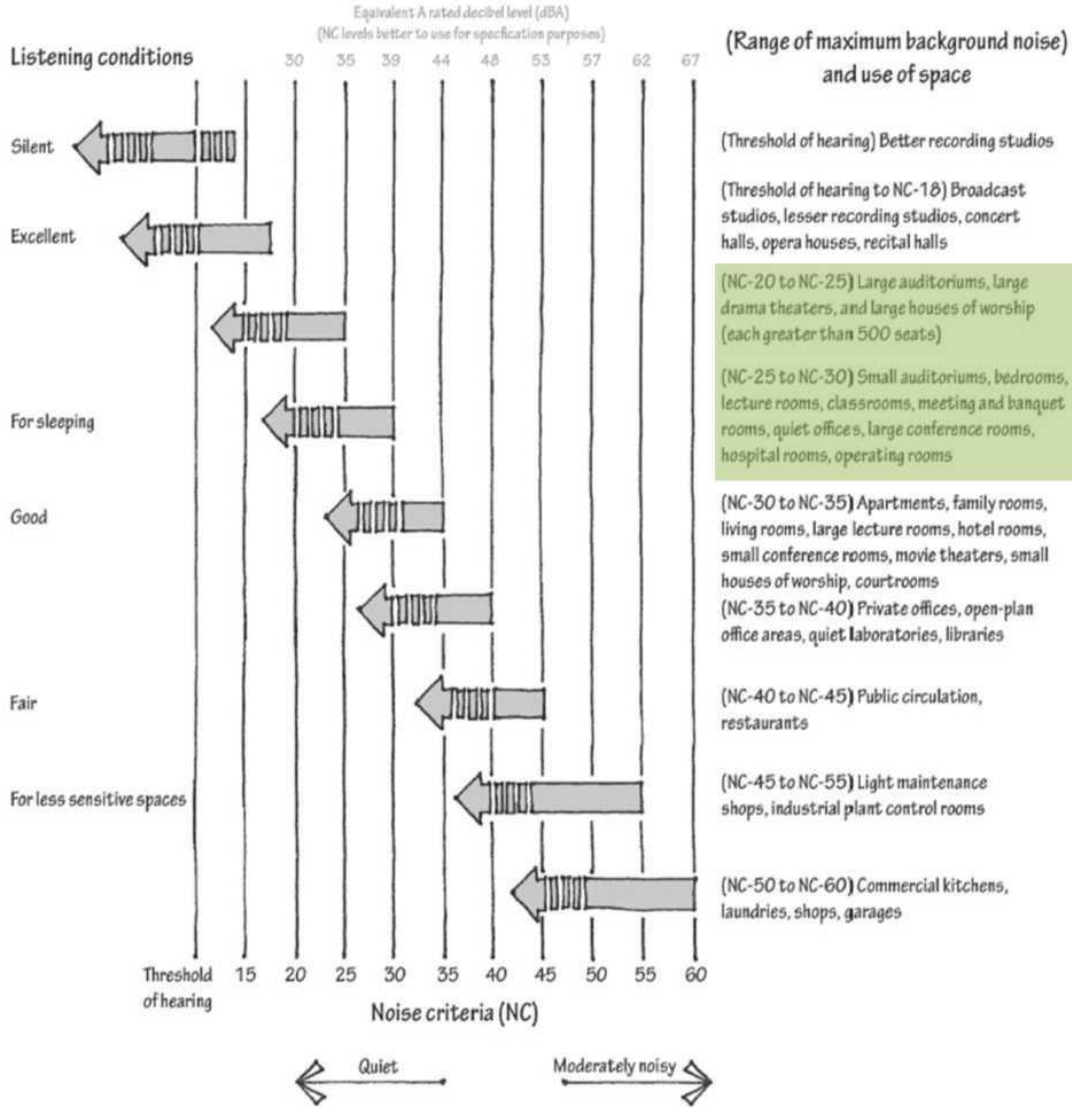 Equivalent A rated decibel level (dBA)
(NC levels better to use for specfication purposes)
Listening conditions
30 35 39 44 48 53 57 62 67
(Range of maximum background noise)
and use of space
Silent
(Threshold of hearing) Better recording studios
Excellent
(Threshold of hearing to NC-18) Broadcast
studios, lesser recording studios, concert
halls, opera houses, recital halls
(NC-20 to NC-25) Large auditoriums, large
drama theaters, and large houses of worship
(each greater than 500 seats)
For sleeping
(NC-25 to NC-30) Small auditoriums, bedrooms,
lecture rooms, classrooms, meeting and banquet
rooms, quiet offices, large conference rooms,
hospital rooms, operating rooms
Good
(NC-30 to NC-35) Apartments, family rooms,
living rooms, large lecture rooms, hotel rooms,
small conference rooms, movie theaters, small
houses of worship, courtrooms
(NC-35 to NC-40) Private offices, open-plan
office areas, quiet laboratories, libraries
Fair
(NC-40 to NC-45) Public circulation,
restaurants
For less sensitive spaces
(NC-45 to NC-55) Light maintenance
shops, industrial plant control rooms
(NC-50 to NC-60) Commercial kitchens,
laundries, shops, garages
Threshold
of hearing
15 20 25 30 35 40 45 50 55 60
Noise criteria (NC)
Quiet
Moderately noisy